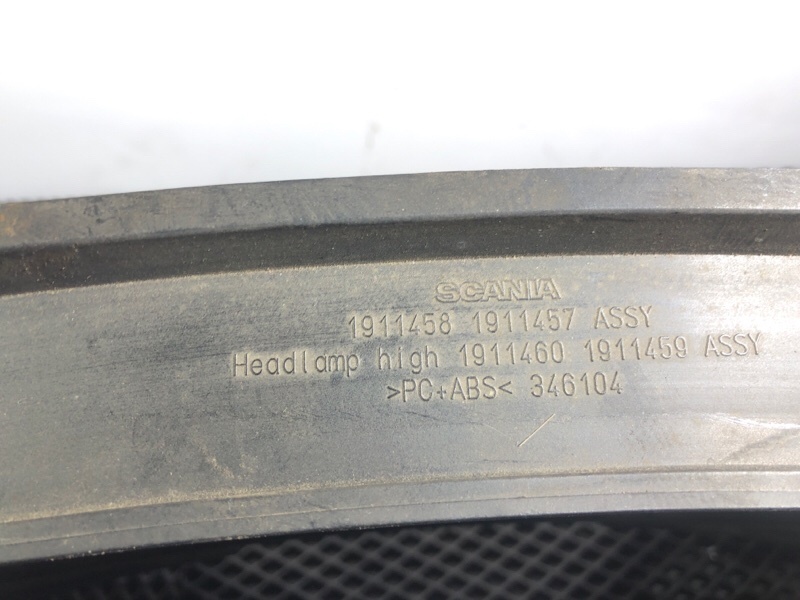 SCANIA
1911458 1911457 ASSY
Headlamp high 1911460 1911459 ASSY
>PC+ABS< 346104